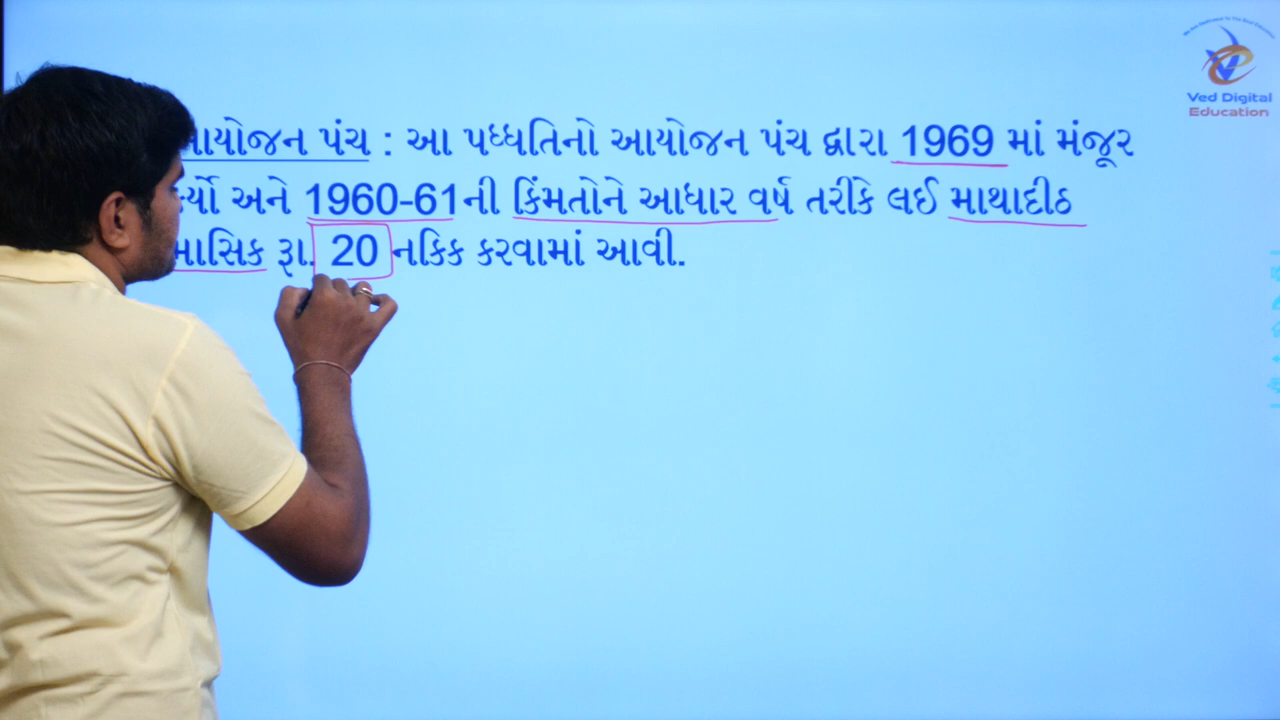 આયોજન પંચ : આ પધ્ધતિનો આયોજન પંચ દ્વારા 1969 માં મંજૂર
અને 1960-61ની કિંમતોને આધાર વર્ષ તરીકે લઈ માથાદીઠ
માસિક રૂા. 20 નકિક કરવામાં આવી.
Ved Digital
Education